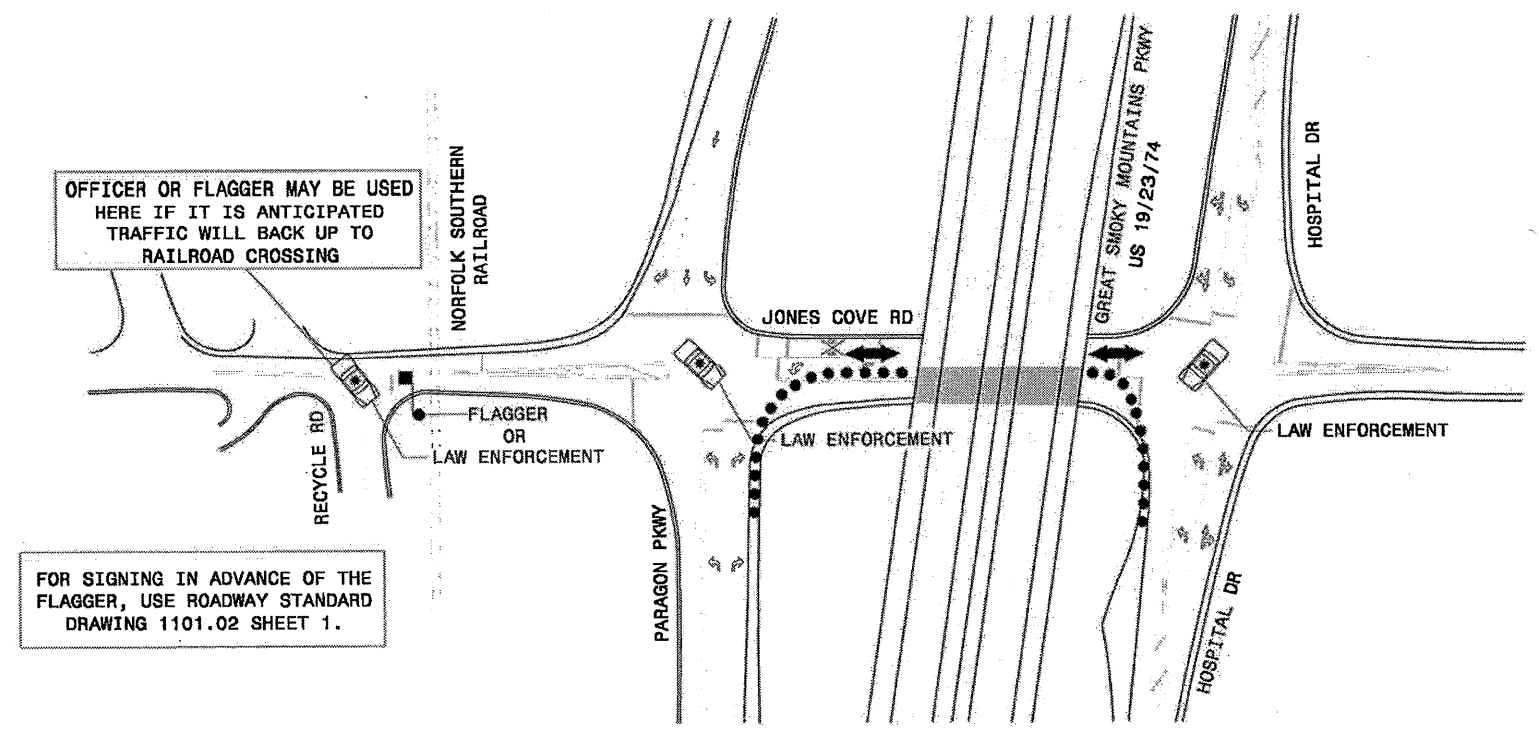 OFFICER OR FLAGGER MAY BE USED
HERE IF IT IS ANTICIPATED
TRAFFIC WILL BACK UP TO
RAILROAD CROSSING
NORFOLK SOUTHERN
RAILROAD
JONES COVE RD
GREAT SMOKY MOUNTAINS PKWY
US 19/23/74
HOSPITAL DR
FLAGGER
OR
LAW ENFORCEMENT
LAW ENFORCEMENT
LAW ENFORCEMENT
RECYCLE RD
PARAGON PKWY
HOSPITAL DR
FOR SIGNING IN ADVANCE OF THE
FLAGGER, USE ROADWAY STANDARD
DRAWING 1101.02 SHEET 1.